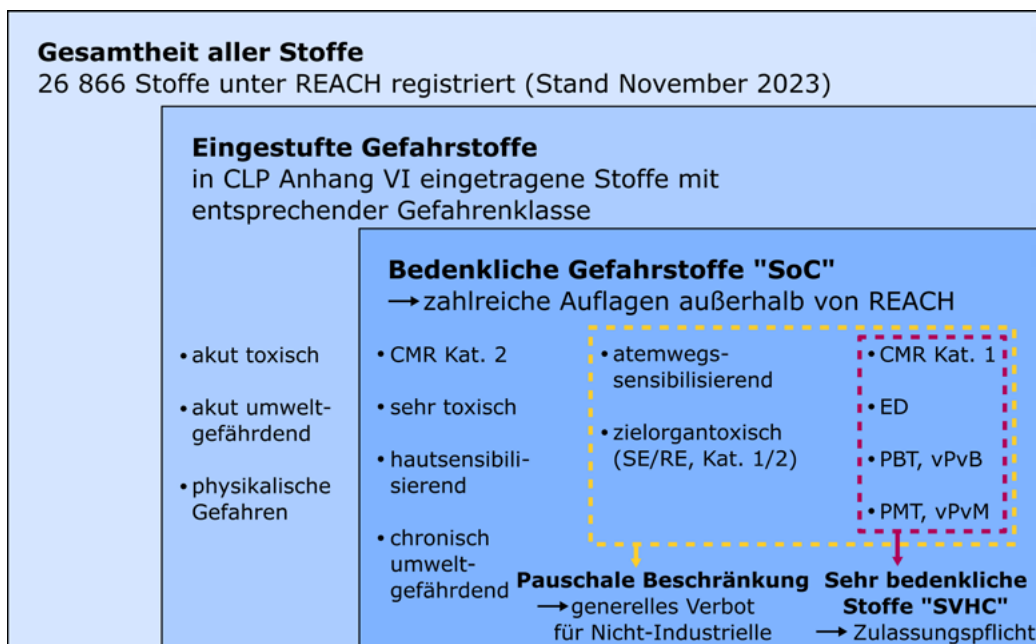 Gesamtheit aller Stoffe
26 866 Stoffe unter REACH registriert (Stand November 2023)
Eingestufte Gefahrstoffe
in CLP Anhang VI eingetragene Stoffe mit
entsprechender Gefahrenklasse
Bedenkliche Gefahrstoffe "SoC"
→ zahlreiche Auflagen außerhalb von REACH
• akut toxisch
• akut umwelt-
gefährdend
• physikalische
Gefahren
• CMR Kat. 2
• sehr toxisch
• hautsensibili-
sierend
• chronisch
umwelt-
gefährdend
• atemwegs-
sensibilisierend
• zielorgantoxisch
(SE/RE, Kat. 1/2)
• CMR Kat. 1
• ED
• PBT, vPvB
• PMT, vPvM
Pauschale Beschränkung
→ generelles Verbot
für Nicht-Industrielle
Sehr bedenkliche
Stoffe "SVHC"
→ Zulassungspflicht